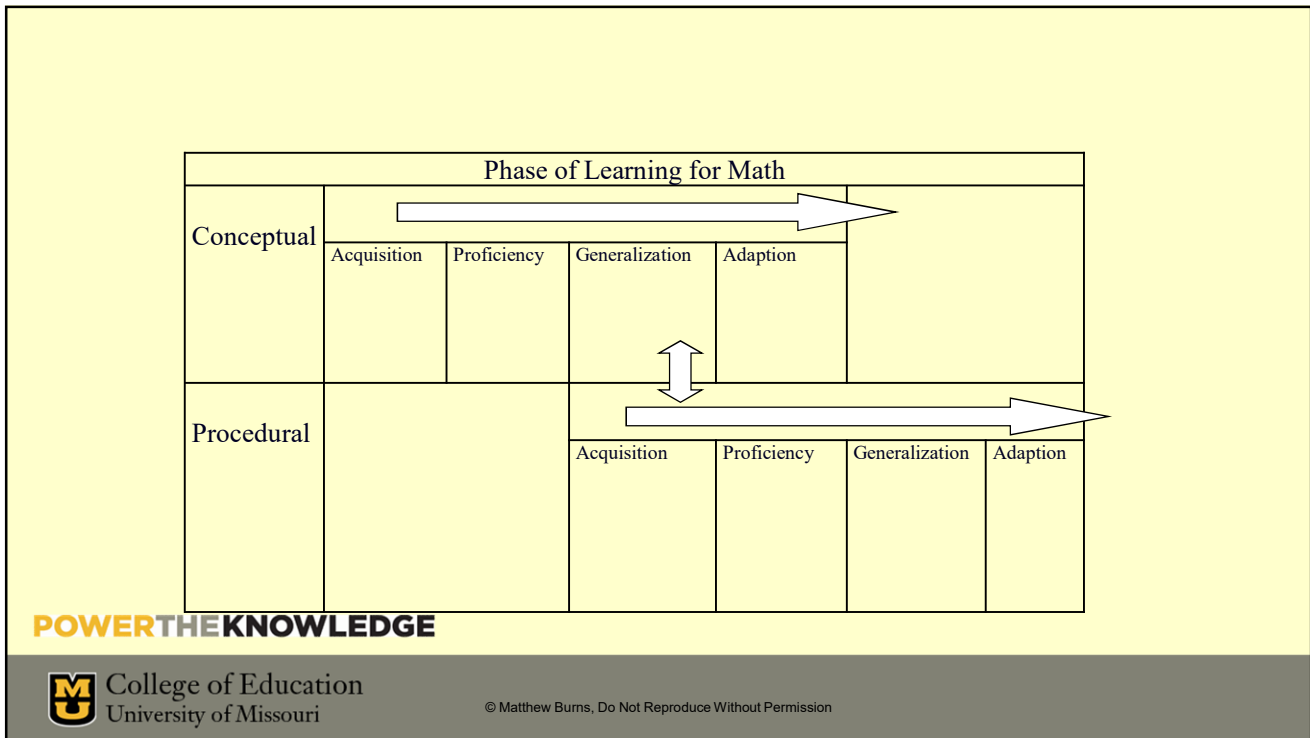 Phase of Learning for Math
Conceptual
Acquisition Proficiency Generalization Adaption
Procedural
Acquisition Proficiency Generalization Adaption
POWERTHEKNOWLEDGE
College of Education
University of Missouri
© Matthew Burns, Do Not Reproduce Without Permission